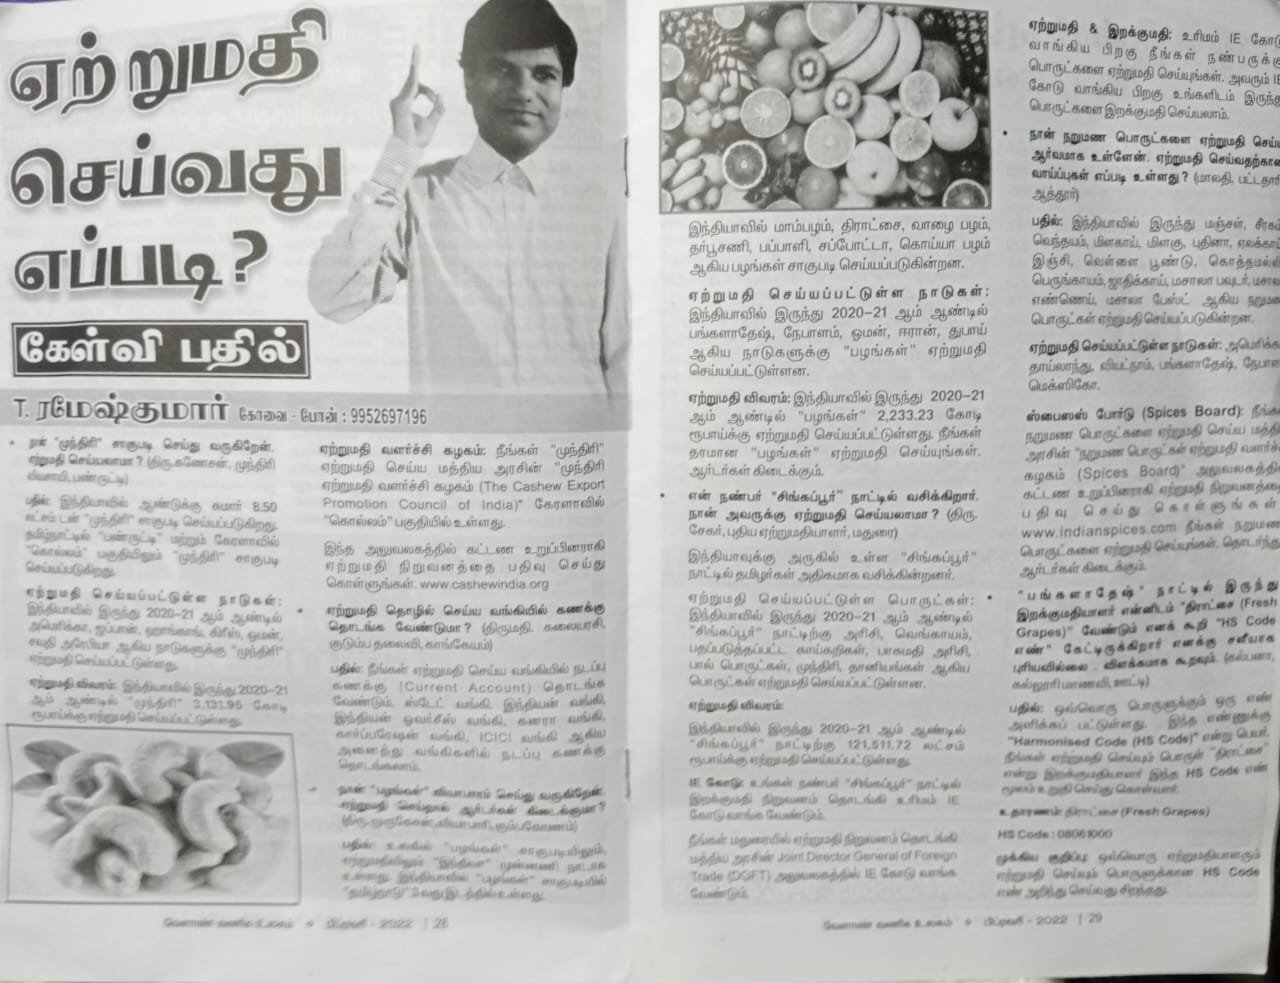 ஏற்றுமதி
செய்வது
எப்படி?
கேள்வி பதில்
T. ரமேஷ்குமார் கோவை - போன் : 9952697196
• நான் "முந்திரி" சாகுபடி செய்து வருகிறேன்.
ஏற்றுமதி செய்யலாமா? (திரு.கணேசன், முந்திரி
விவசாயி, பண்ருட்டி)
பதில்: இந்தியாவில் ஆண்டுக்கு சுமார் 8.50
லட்சம் டன் "முந்திரி" சாகுபடி செய்யப்படுகிறது.
தமிழ்நாட்டில் "பண்ருட்டி" மற்றும் கேரளாவில்
"கொல்லம்" பகுதியிலும் "முந்திரி" சாகுபடி
செய்யப்படுகிறது.
ஏற்றுமதி செய்யப்பட்டுள்ள நாடுகள்:
இந்தியாவில் இருந்து 2020-21 ஆம் ஆண்டில்
அமெரிக்கா, ஜப்பான், ஹாங்காங், கிரீஸ், ஓமன்,
சவுதி அரேபியா ஆகிய நாடுகளுக்கு "முந்திரி"
ஏற்றுமதி செய்யப்பட்டுள்ளது.
ஏற்றுமதி விவரம்: இந்தியாவில் இருந்து 2020-21
ஆம் ஆண்டில் "முந்திரி" 3,131.95 கோடி
ரூபாய்க்கு ஏற்றுமதி செய்யப்பட்டுள்ளது.
ஏற்றுமதி வளர்ச்சி கழகம்: நீங்கள் "முந்திரி"
ஏற்றுமதி செய்ய மத்திய அரசின் "முந்திரி
ஏற்றுமதி வளர்ச்சி கழகம் (The Cashew Export
Promotion Council of India)" கேரளாவில்
"கொல்லம்" பகுதியில் உள்ளது.
இந்த அலுவலகத்தில் கட்டண உறுப்பினராகி
ஏற்றுமதி நிறுவனத்தை பதிவு செய்து
கொள்ளுங்கள். www.cashewindia.org
• ஏற்றுமதி தொழில் செய்ய வங்கியில் கணக்கு
தொடங்க வேண்டுமா? (திருமதி. கலையரசி,
குடும்ப தலைவி, காங்கேயம்)
பதில்: நீங்கள் ஏற்றுமதி செய்ய வங்கியில் நடப்பு
கணக்கு (Current Account) தொடங்க
வேண்டும். ஸ்டேட் வங்கி, இந்தியன் வங்கி,
இந்தியன் ஓவர்சீஸ் வங்கி, கனரா வங்கி,
கார்ப்பரேஷன் வங்கி, ICICI வங்கி ஆகிய
அனைத்து வங்கிகளில் நடப்பு கணக்கு
தொடங்கலாம்.
• நான் "பழங்கள்" வியாபாரம் செய்து வருகிறேன்.
ஏற்றுமதி செய்தால் ஆர்டர்கள் கிடைக்குமா?
(திரு. முருகேசன், வியாபாரி, கும்பகோணம்)
பதில்: உலகில் "பழங்கள்" சாகுபடியிலும்,
ஏற்றுமதியிலும் "இந்தியா" முன்னணி நாடாக
உள்ளது. இந்தியாவில் "பழங்கள்" சாகுபடியில்
"தமிழ்நாடு" இடத்தில் உள்ளது.
வேளாண் வணிக உலகம் ❖ பிப்ரவரி - 2022 | 28
இந்தியாவில் மாம்பழம், திராட்சை, வாழை பழம்,
தர்பூசணி, பப்பாளி, சப்போட்டா, கொய்யா பழம்
ஆகிய பழங்கள் சாகுபடி செய்யப்படுகின்றன.
ஏற்றுமதி செய்யப்பட்டுள்ள நாடுகள்:
இந்தியாவில் இருந்து 2020-21 ஆம் ஆண்டில்
பங்களாதேஷ், நேபாளம், ஓமன், ஈரான், துபாய்
ஆகிய நாடுகளுக்கு "பழங்கள்" ஏற்றுமதி
செய்யப்பட்டுள்ளன.
ஏற்றுமதி விவரம்: இந்தியாவில் இருந்து 2020-21
ஆம் ஆண்டில் "பழங்கள்" 2,233.23 கோடி
ரூபாய்க்கு ஏற்றுமதி செய்யப்பட்டுள்ளது. நீங்கள்
தரமான "பழங்கள்" ஏற்றுமதி செய்யுங்கள்.
ஆர்டர்கள் கிடைக்கும்.
• என் நண்பர் "சிங்கப்பூர்" நாட்டில் வசிக்கிறார்.
நான் அவருக்கு ஏற்றுமதி செய்யலாமா? (திரு.
சேகர், புதிய ஏற்றுமதியாளர், மதுரை)
இந்தியாவுக்கு அருகில் உள்ள "சிங்கப்பூர்"
நாட்டில் தமிழர்கள் அதிகமாக வசிக்கின்றனர்.
ஏற்றுமதி செய்யப்பட்டுள்ள பொருட்கள்:
இந்தியாவில் இருந்து 2020-21 ஆம் ஆண்டில்
"சிங்கப்பூர்" நாட்டிற்கு அரிசி, வெங்காயம்,
பதப்படுத்தப்பட்ட காய்கறிகள், பாசுமதி அரிசி,
பால் பொருட்கள், முந்திரி, தானியங்கள் ஆகிய
பொருட்கள் ஏற்றுமதி செய்யப்பட்டுள்ளன.
ஏற்றுமதி விவரம்:
இந்தியாவில் இருந்து 2020-21 ஆம் ஆண்டில்
"சிங்கப்பூர்" நாட்டிற்கு 121,511.72 லட்சம்
ரூபாய்க்கு ஏற்றுமதி செய்யப்பட்டுள்ளது.
IE கோடு: உங்கள் நண்பர் "சிங்கப்பூர்" நாட்டில்
இறக்குமதி நிறுவனம் தொடங்கி உரிமம் IE
கோடு வாங்க வேண்டும்.
நீங்கள் மதுரையில் ஏற்றுமதி நிறுவனம் தொடங்கி
மத்திய அரசின் Joint Director General of Foreign
Trade (DGFT) அலுவலகத்தில் IE கோடு வாங்க
வேண்டும்.
ஏற்றுமதி & இறக்குமதி: உரிமம் IE கோடு
வாங்கிய பிறகு நீங்கள் நண்பருக்கு
பொருட்களை ஏற்றுமதி செய்யுங்கள். அவரும் IE
கோடு வாங்கிய பிறகு உங்களிடம் இருந்து
பொருட்களை இறக்குமதி செய்யலாம்.
• நான் நறுமண பொருட்களை ஏற்றுமதி செய்ய
ஆர்வமாக உள்ளேன். ஏற்றுமதி செய்வதற்கான
வாய்ப்புகள் எப்படி உள்ளது? (மாலதி, பட்டதாரி,
ஆத்தூர்)
பதில்: இந்தியாவில் இருந்து மஞ்சள், சீரகம்
வெந்தயம், மிளகாய், மிளகு, புதினா, ஏலக்காய்
இஞ்சி, வெள்ளை பூண்டு, கொத்தமல்லி
பெருங்காயம், ஜாதிக்காய், மசாலா பவுடர், மசாலா
எண்ணெய், மசாலா பேஸ்ட் ஆகிய நறுமண
பொருட்கள் ஏற்றுமதி செய்யப்படுகின்றன.
ஏற்றுமதி செய்யப்பட்டுள்ள நாடுகள்: அமெரிக்கா
தாய்லாந்து, வியட்நாம், பங்களாதேஷ், நேபாள
மெக்ஸிகோ.
ஸ்பைஸஸ் போர்டு (Spices Board): நீங்கள்
நறுமண பொருட்களை ஏற்றுமதி செய்ய மத்திய
அரசின் "நறுமண பொருட்கள் ஏற்றுமதி வளர்ச்சி
கழகம் (Spices Board)" அலுவலகத்தில்
கட்டண உறுப்பினராகி ஏற்றுமதி நிறுவனத்தை
பதிவு செய்து கொள்ளுங்கள்
www.indianspices.com நீங்கள் நறுமண
பொருட்களை ஏற்றுமதி செய்யுங்கள். தொடர்ந்து
ஆர்டர்கள் கிடைக்கும்.
• "பங்களாதேஷ்" நாட்டில் இருந்து
இறக்குமதியாளர் என்னிடம் "திராட்சை (Fresh
Grapes)" வேண்டும் எனக் கூறி "HS Code
எண்" கேட்டிருக்கிறார் எனக்கு சரியாக
புரியவில்லை. விளக்கமாக கூறவும். (கல்பனா,
கல்லூரி மாணவி, ஊட்டி)
பதில்: ஒவ்வொரு பொருளுக்கும் ஒரு எண்
அளிக்கப் பட்டுள்ளது. இந்த எண்ணுக்கு
"Harmonised Code (HS Code)" என்று பெயர்.
நீங்கள் ஏற்றுமதி செய்யும் பொருள் "திராட்சை"
என்று இறக்குமதியாளர் இந்த HS Code எண்
மூலம் உறுதி செய்து கொள்வார்.
உதாரணம்: திராட்சை (Fresh Grapes)
HS Code : 08061000
முக்கிய குறிப்பு: ஒவ்வொரு ஏற்றுமதியாளரும்
ஏற்றுமதி செய்யும் பொருளுக்கான HS Code
எண் அறிந்து செய்வது சிறந்தது.
வேளாண் வணிக உலகம் ❖ பிப்ரவரி - 2022 | 29